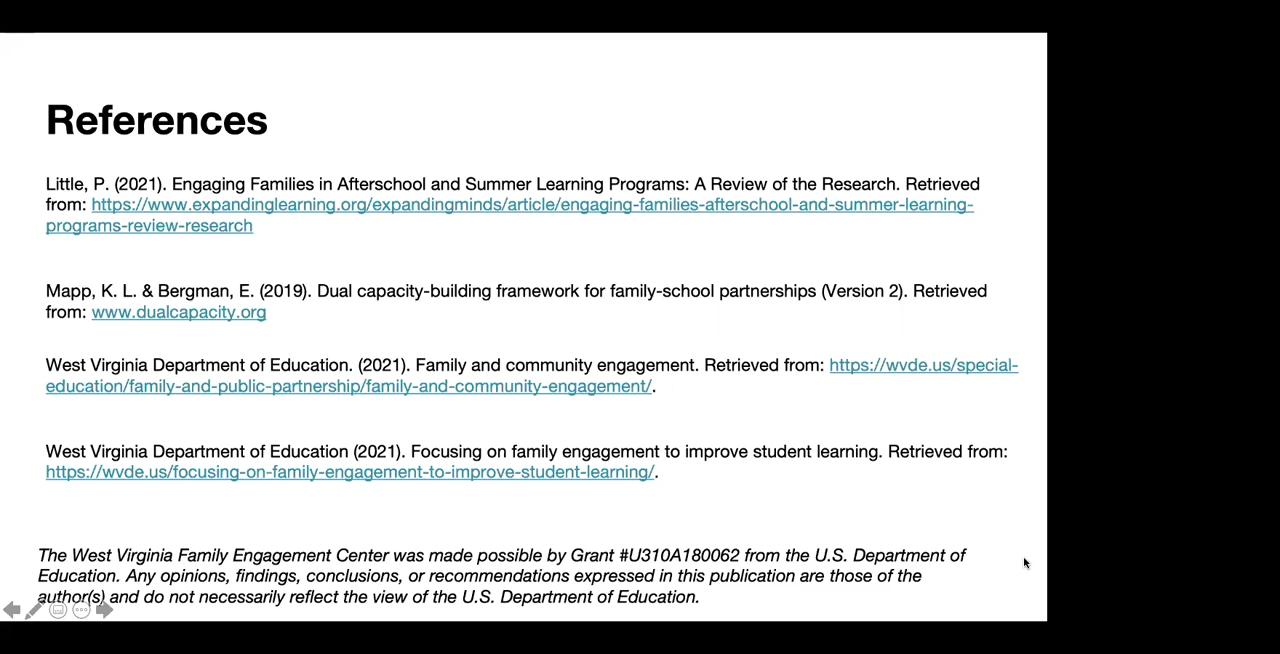 References
Little, P. (2021). Engaging Families in Afterschool and Summer Learning Programs: A Review of the Research. Retrieved
from: https://www.expandinglearning.org/expandingminds/article/engaging-families-afterschool-and-summer-learning-
programs-review-research
Mapp, K. L. & Bergman, E. (2019). Dual capacity-building framework for family-school partnerships (Version 2). Retrieved
from: www.dualcapacity.org
West Virginia Department of Education. (2021). Family and community engagement. Retrieved from: https://wvde.us/special-
education/family-and-public-partnership/family-and-community-engagement/.
West Virginia Department of Education (2021). Focusing on family engagement to improve student learning. Retrieved from:
https://wvde.us/focusing-on-family-engagement-to-improve-student-learning/.
The West Virginia Family Engagement Center was made possible by Grant #U310A180062 from the U.S. Department of
Education. Any opinions, findings, conclusions, or recommendations expressed in this publication are those of the
author(s) and do not necessarily reflect the view of the U.S. Department of Education.